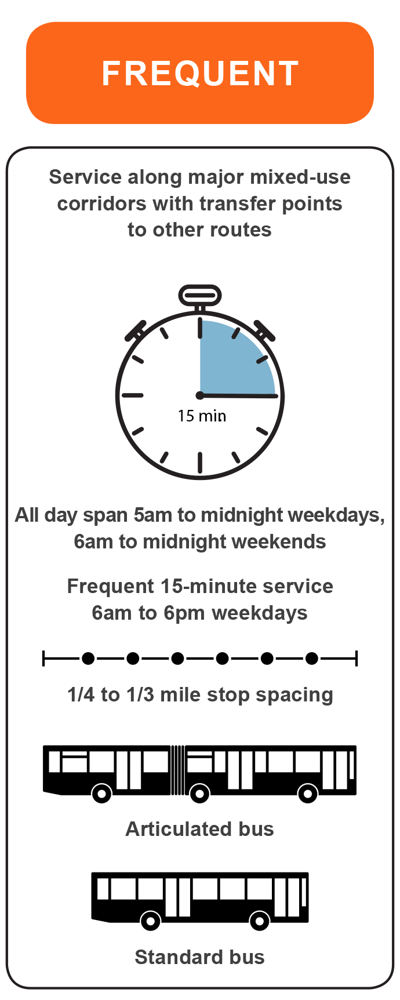 FREQUENT
Service along major mixed-use
corridors with transfer points
to other routes
15 min
All day span 5am to midnight weekdays,
6am to midnight weekends
Frequent 15-minute service
6am to 6pm weekdays
1/4 to 1/3 mile stop spacing
Articulated bus
Standard bus